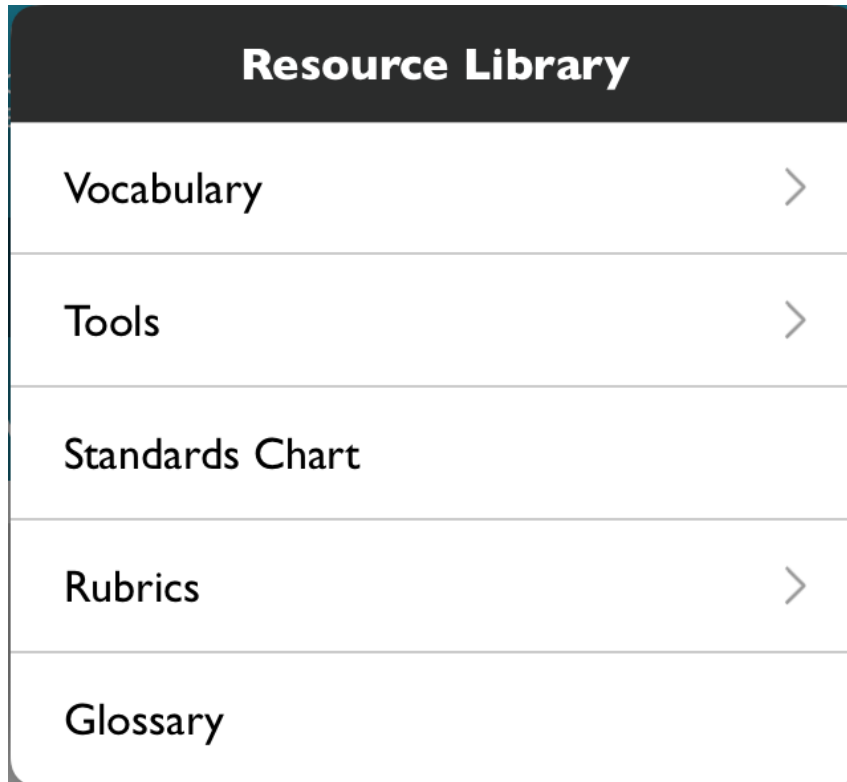 Resource Library
Vocabulary
Tools
Standards Chart
Rubrics
Glossary